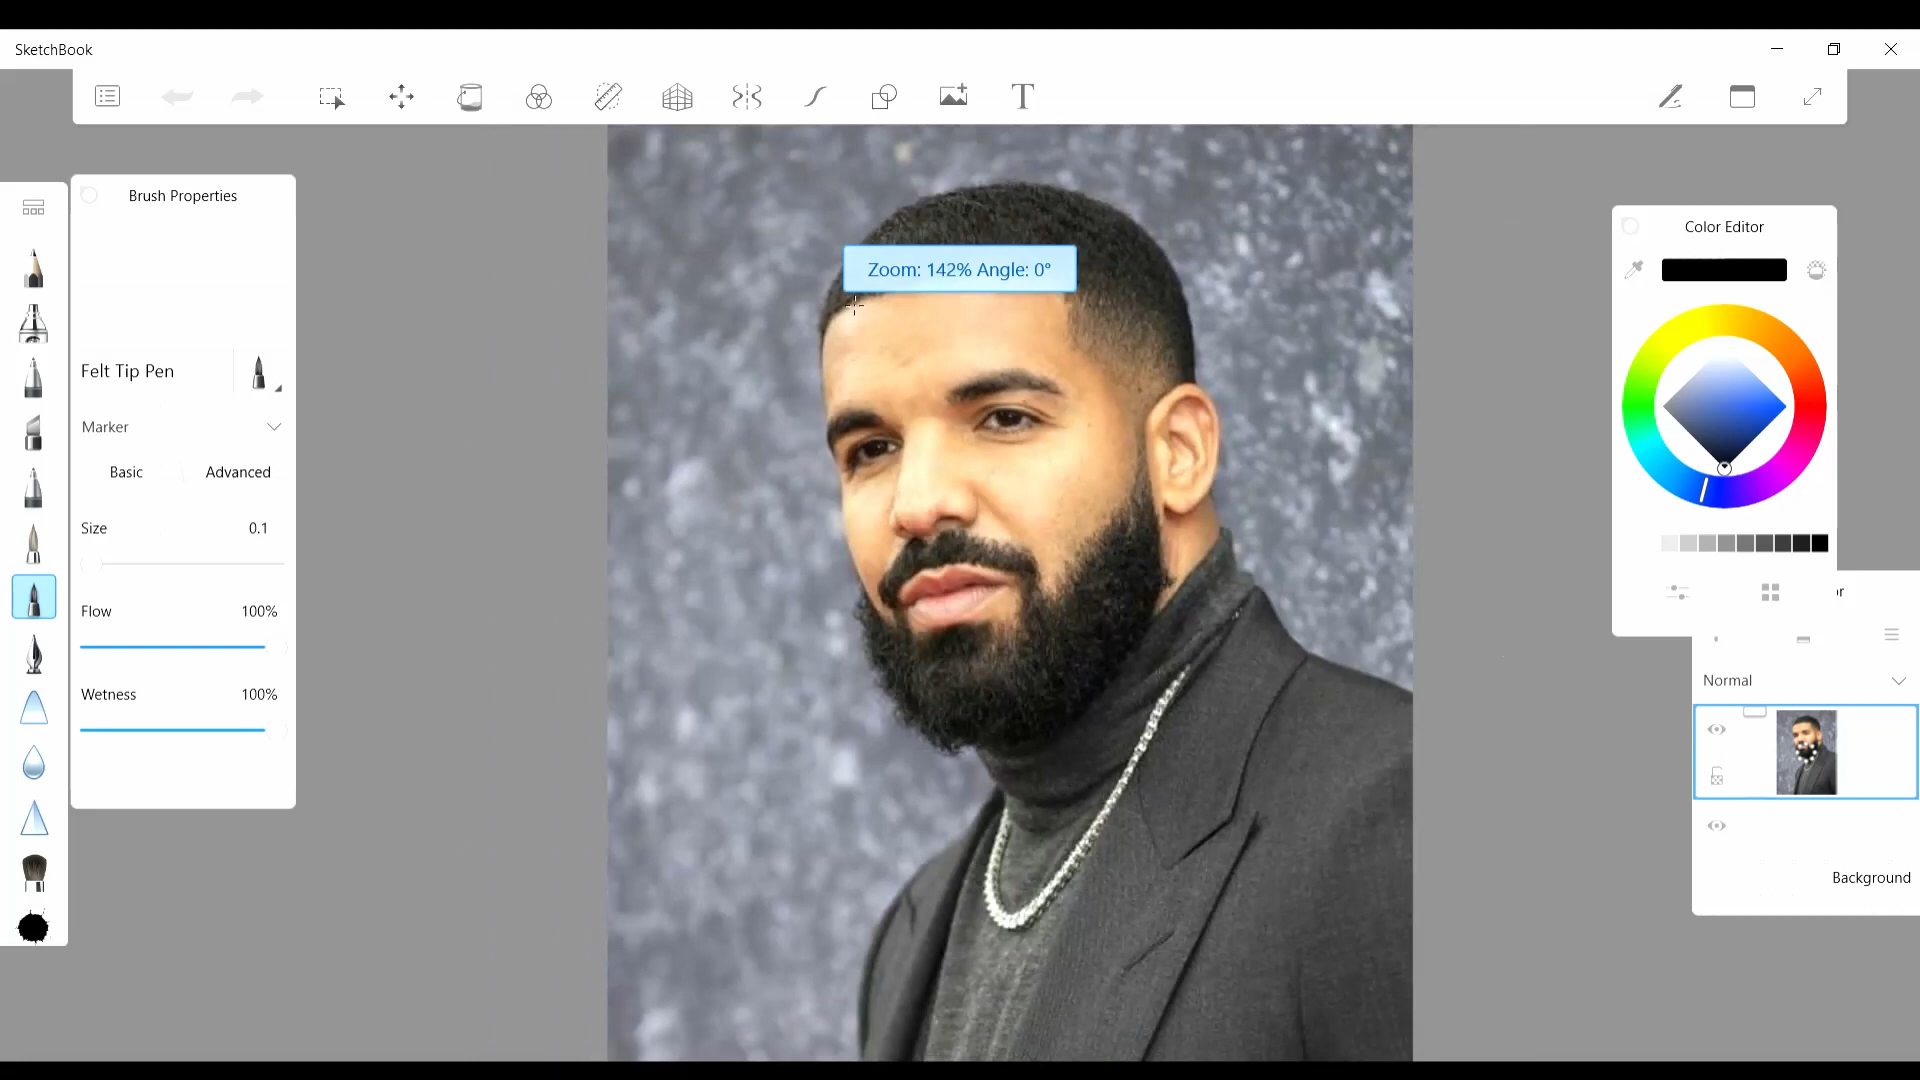 SketchBook
T
Brush Properties
Felt Tip Pen
Marker
Basic Advanced
Size 0.1
Flow 100%
Wetness 100%
Zoom: 142% Angle: 0°
Color Editor
or
Normal
Background